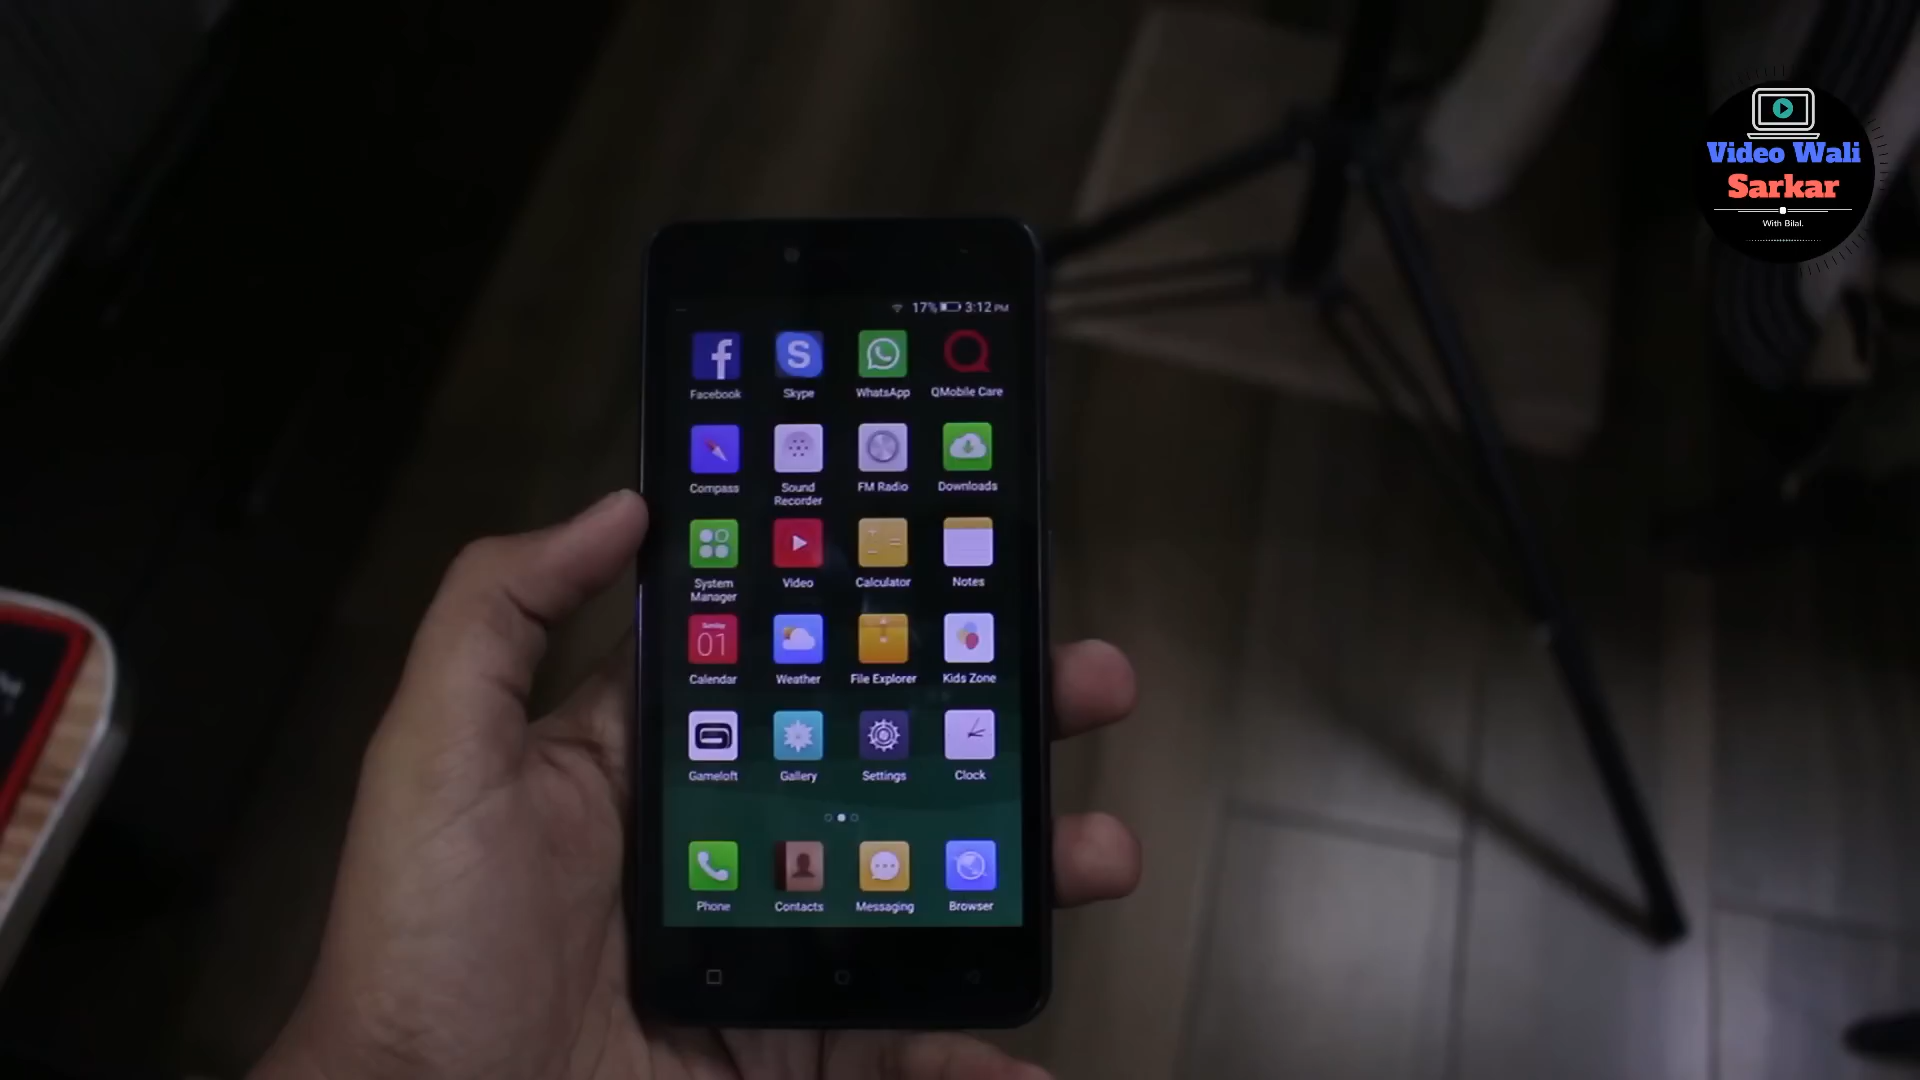 Video Wali
Sarkar
With Bilal.
17% 3:12 PM
Facebook Skype WhatsApp QMobile Care
Compass Sound Recorder FM Radio Downloads
System Manager Video Calculator Notes
Sunday
01
Calendar Weather File Explorer Kids Zone
Gameloft Gallery Settings Clock
Phone Contacts Messaging Browser